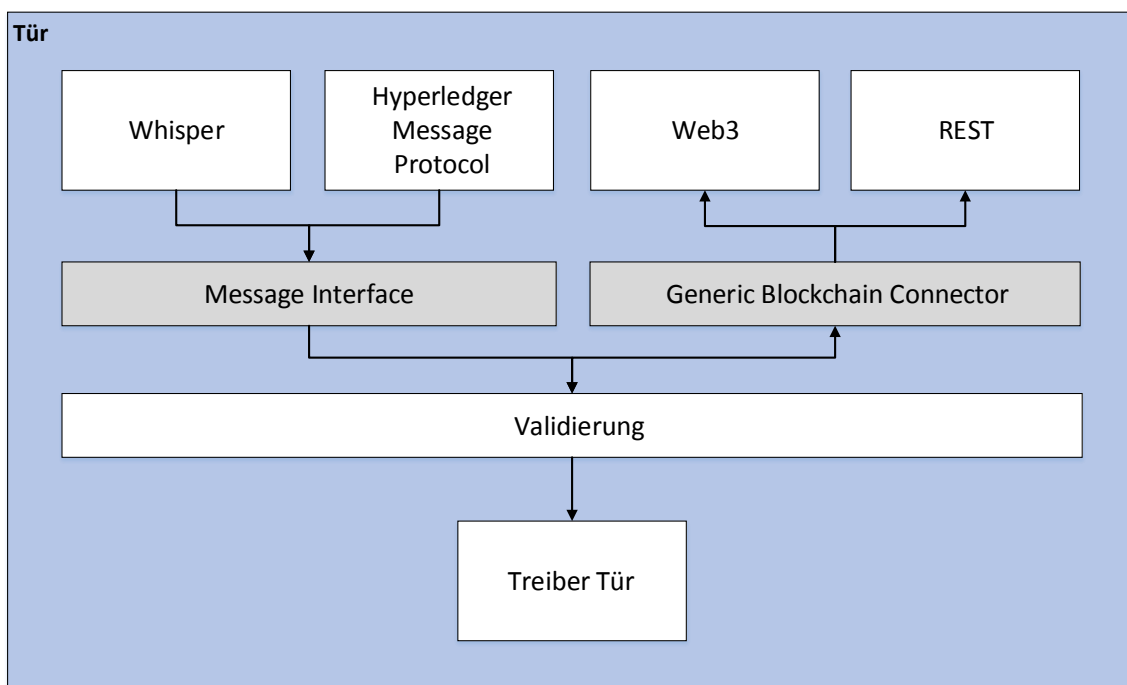 Tür
Whisper
Hyperledger
Message
Protocol
Web3
REST
Message Interface
Generic Blockchain Connector
Validierung
Treiber Tür